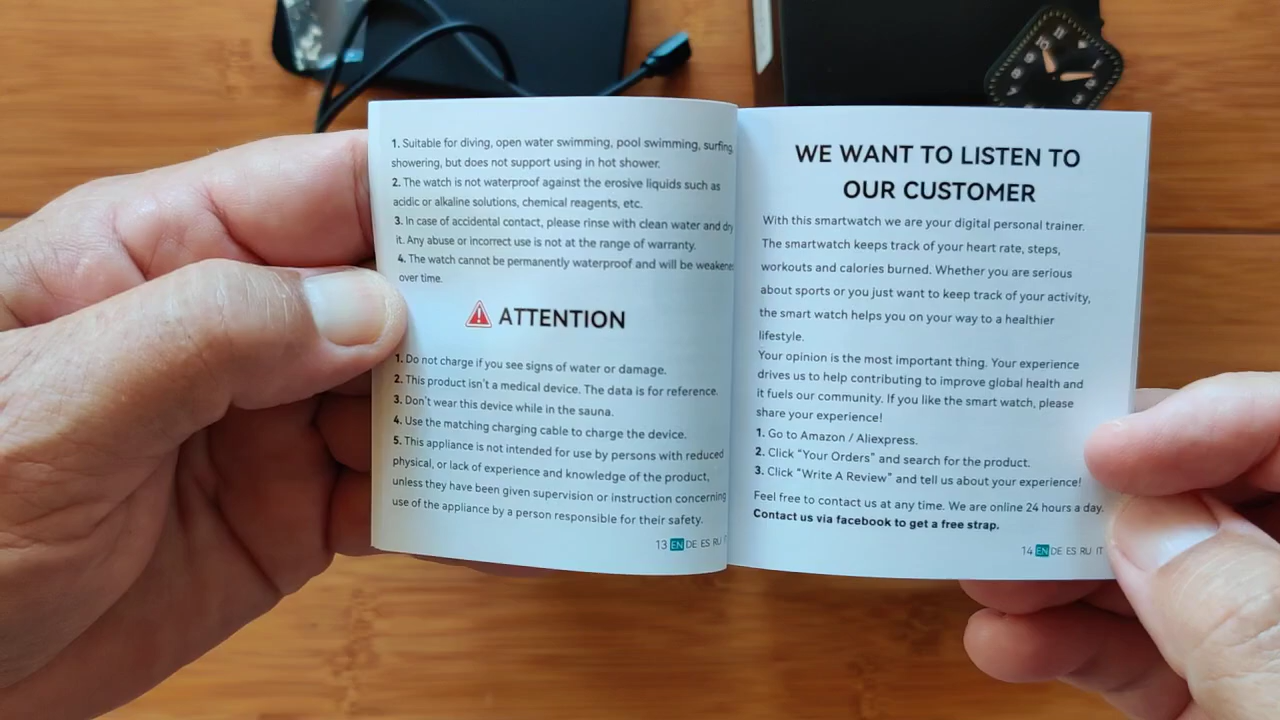 1. Suitable for diving, open water swimming, pool swimming, surfing,
showering, but does not support using in hot shower.
2. The watch is not waterproof against the erosive liquids such as
acidic or alkaline solutions, chemical reagents, etc.
3. In case of accidental contact, please rinse with clean water and dry
it. Any abuse or incorrect use is not at the range of warranty.
4. The watch cannot be permanently waterproof and will be weakene
over time.
ATTENTION
1. Do not charge if you see signs of water or damage.
2. This product isn't a medical device. The data is for reference.
3. Don't wear this device while in the sauna.
4. Use the matching charging cable to charge the device.
5. This appliance is not intended for use by persons with reduced
physical, or lack of experience and knowledge of the product,
unless they have been given supervision or instruction concerning
use of the appliance by a person responsible for their safety.
13 EN DE ES RU IT
WE WANT TO LISTEN TO
OUR CUSTOMER
With this smartwatch we are your digital personal trainer.
The smartwatch keeps track of your heart rate, steps,
workouts and calories burned. Whether you are serious
about sports or you just want to keep track of your activity,
the smart watch helps you on your way to a healthier
lifestyle.
Your opinion is the most important thing. Your experience
drives us to help contributing to improve global health and
it fuels our community. If you like the smart watch, please
share your experience!
1. Go to Amazon / Aliexpress.
2. Click "Your Orders" and search for the product.
3. Click "Write A Review" and tell us about your experience!
Feel free to contact us at any time. We are online 24 hours a day.
Contact us via facebook to get a free strap.
14 EN DE ES RU IT